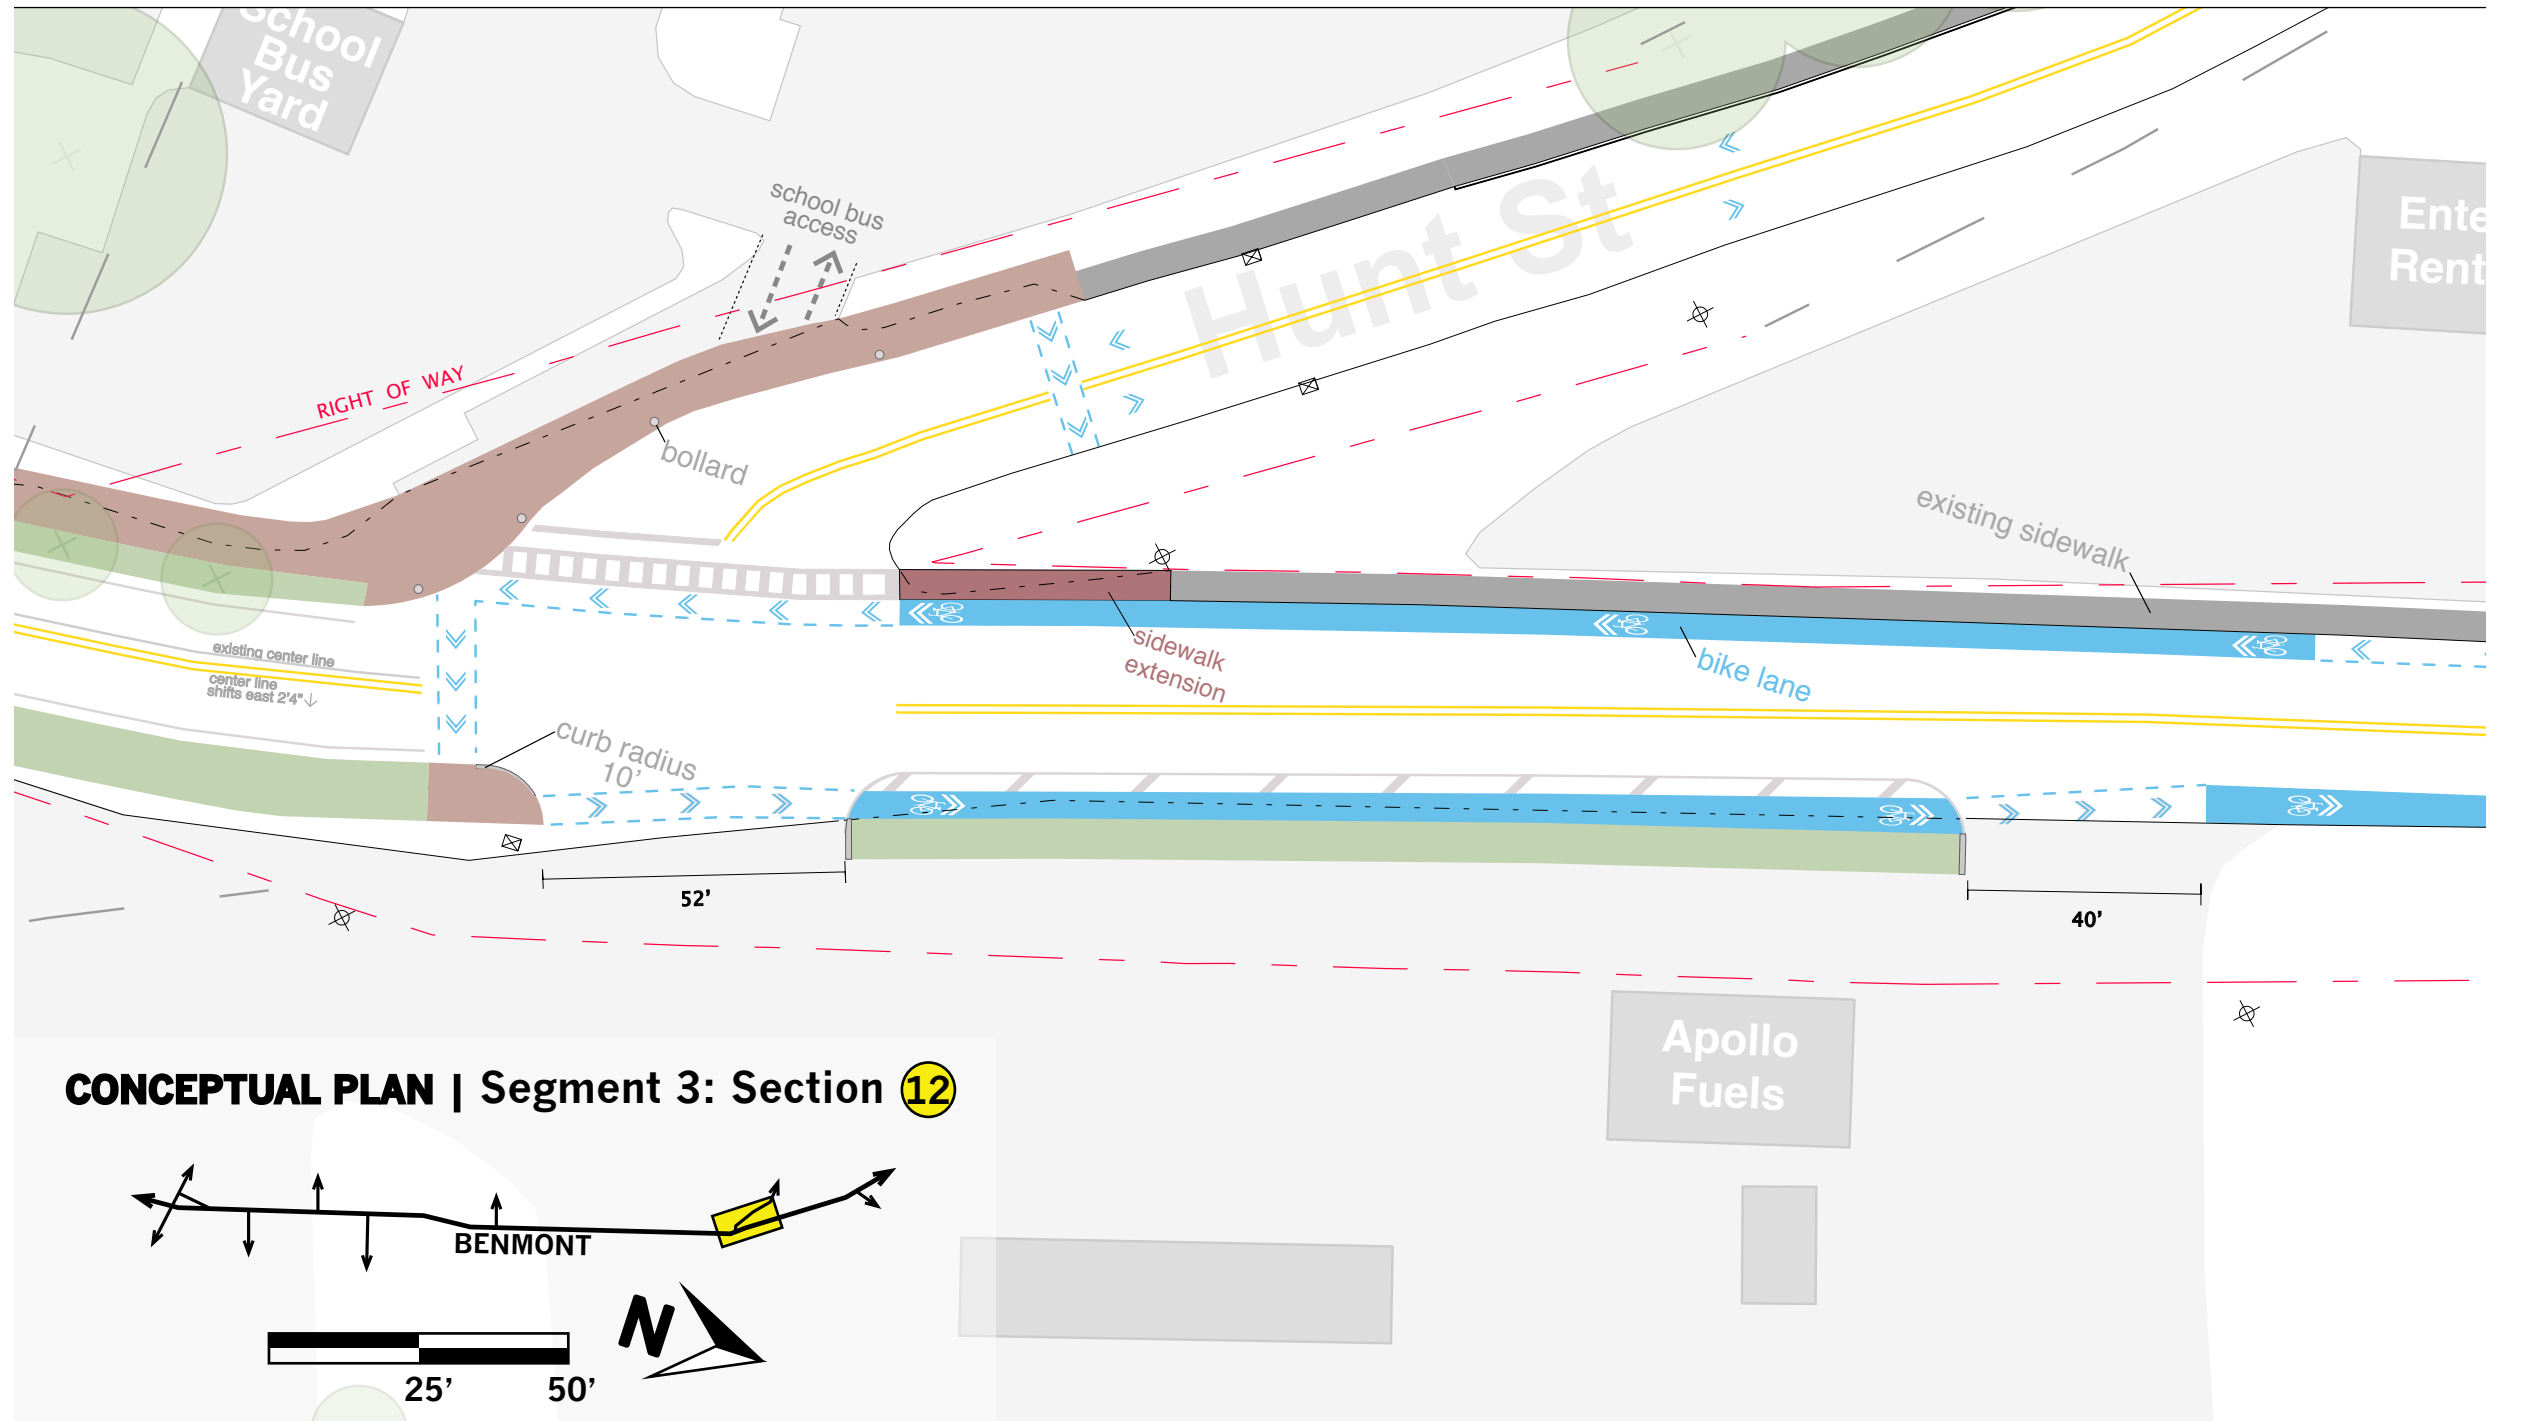 School
Bus
Yard
school bus
access
Hunt St
RIGHT OF WAY
bollard
existing sidewalk
existing center line
center line
shifts east 2'4"
sidewalk
extension
bike lane
curb radius
10'
52'
40'
Apollo
Fuels
CONCEPTUAL PLAN | Segment 3: Section 12
BENMONT
N
25' 50'